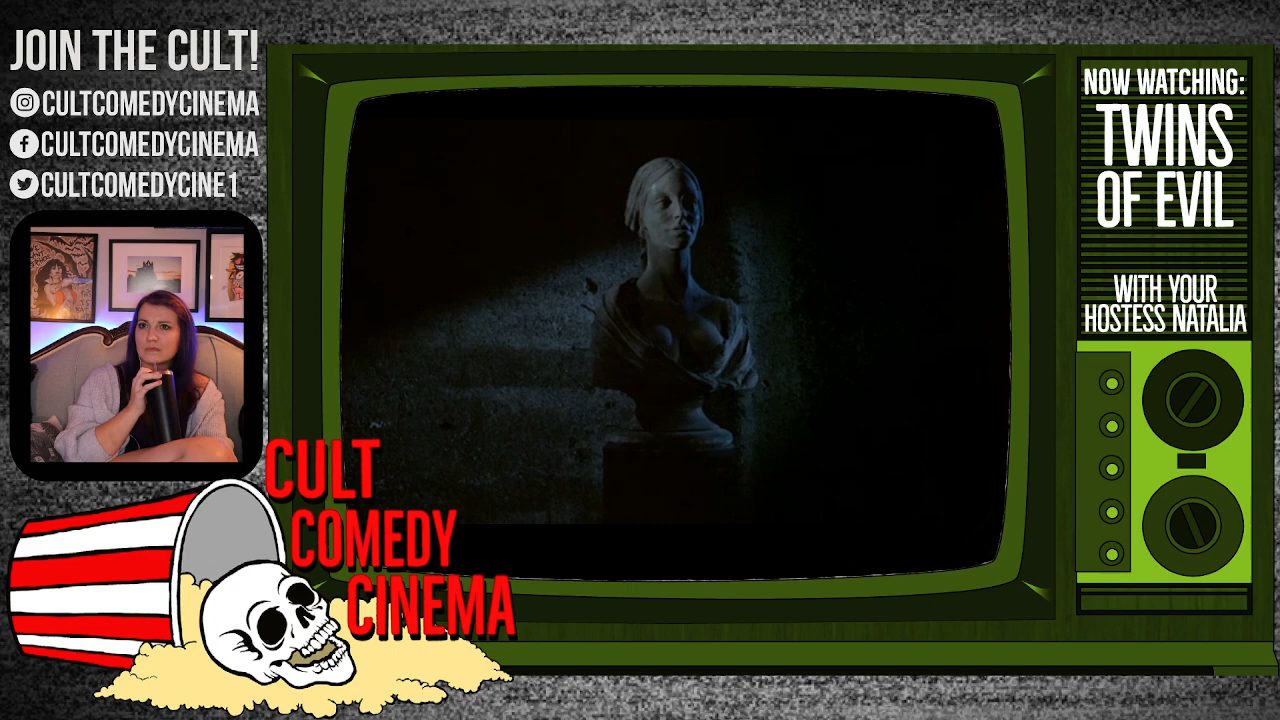 JOIN THE CULT!
CULTCOMEDYCINEMA
CULTCOMEDYCINEMA
CULTCOMEDYCINE1
CULT
COMEDY
CINEMA
NOW WATCHING:
TWINS
OF EVIL
WITH YOUR
HOSTESS NATALIA